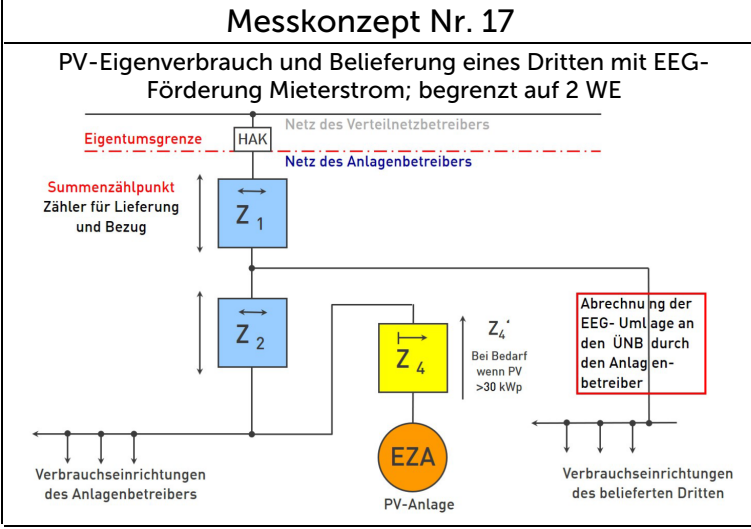 Messkonzept Nr. 17
PV-Eigenverbrauch und Belieferung eines Dritten mit EEG-
Förderung Mieterstrom; begrenzt auf 2 WE
Netz des Verteilnetzbetreibers
Eigentumsgrenze
HAK
Netz des Anlagenbetreibers
Summenzählpunkt
Zähler für Lieferung
und Bezug
Z 1
Z 2
Z 4
Z4*
Bei Bedarf
wenn PV
>30 kWp
Abrechnung der
EEG- Umlage an
den ÜNB durch
den Anlagen-
betreiber
EZA
PV-Anlage
Verbrauchseinrichtungen
des Anlagenbetreibers
Verbrauchseinrichtungen
des belieferten Dritten